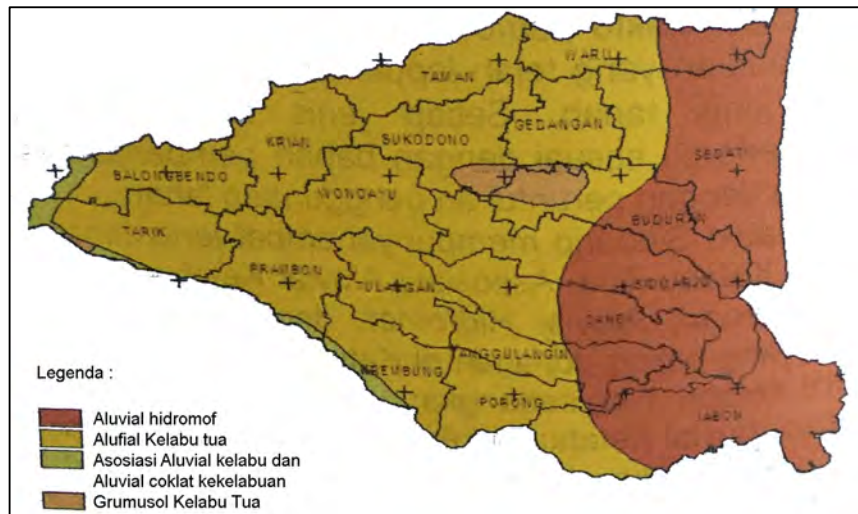 WARU
TAMAN
GEDANGAN
KRIAN
SUKODONO
SEDATI
BALONGBENDO
WONOAYU
BUDURAN
TARIK
PRAMBON
TULANGAN
SIDOARJO
CANDI
TANGGULANGIN
KREMBUNG
PORONG
JABON
Legenda :
Aluvial hidromof
Alufial Kelabu tua
Asosiasi Aluvial kelabu dan
Aluvial coklat kekelabuan
Grumusol Kelabu Tua